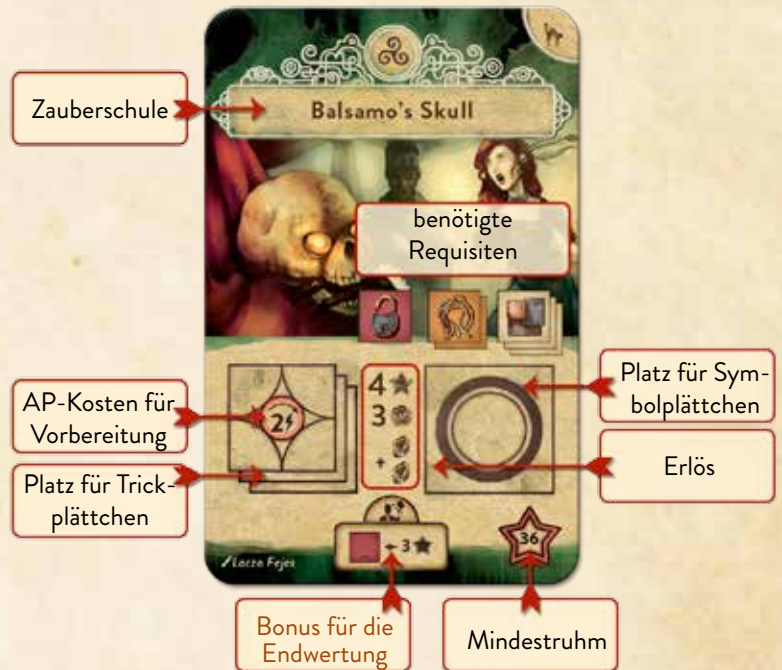 Zauberschule
Balsamo's Skull
benötigte
Requisiten
AP-Kosten für
Vorbereitung
2
4
3
+
Platz für Sym-
bolplättchen
Platz für Trick-
plättchen
Erlös
3
36
Lacza Fejes
Bonus für die
Endwertung
Mindestruhm